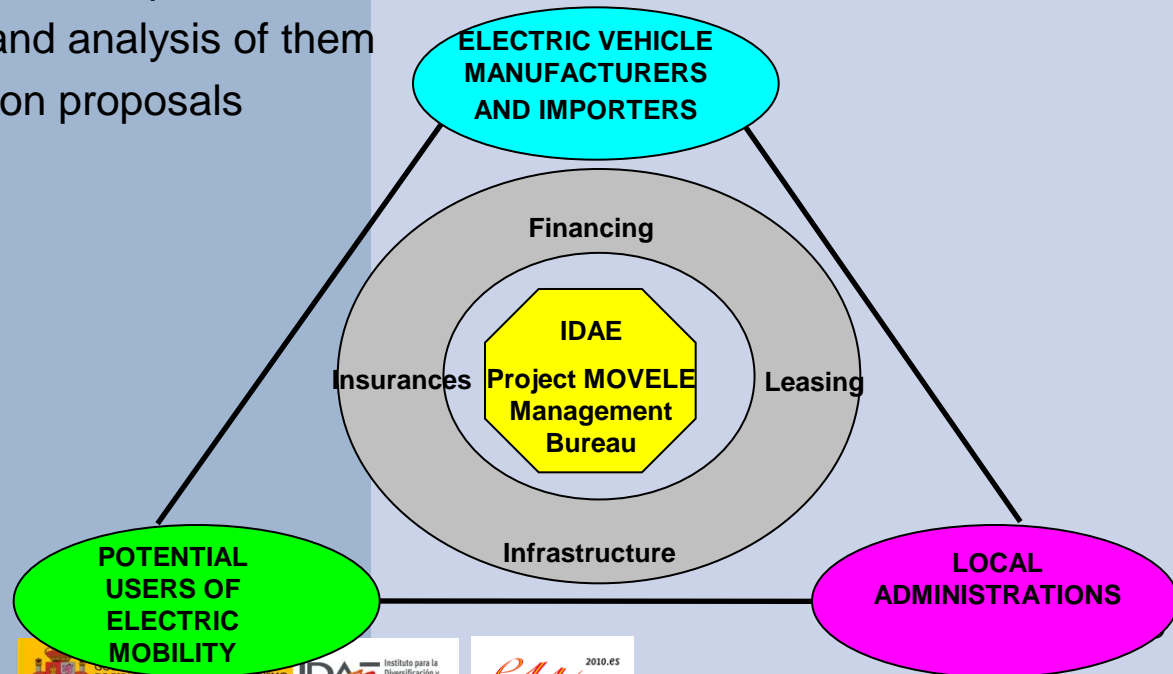 and analysis of them
on proposals
ELECTRIC VEHICLE
MANUFACTURERS
AND IMPORTERS
Financing
IDAE
Insurances
Project MOVELE
Leasing
Management
Bureau
Infrastructure
POTENTIAL
USERS OF
ELECTRIC
MOBILITY
LOCAL
ADMINISTRATIONS
2010.es
Instituto para la